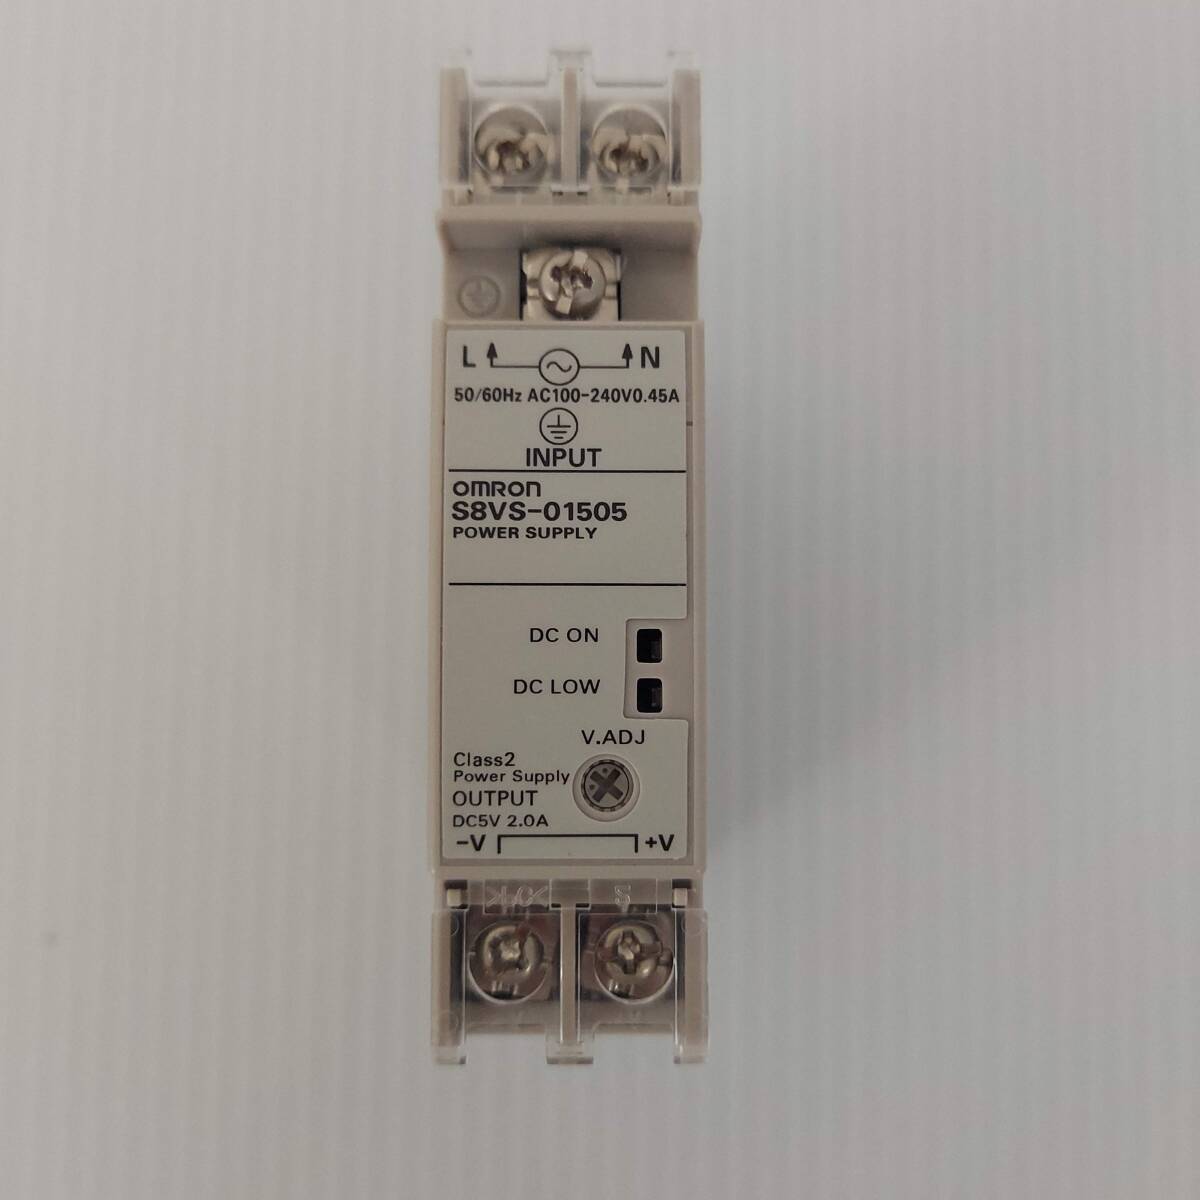 L N
50/60Hz AC100-240V0.45A
INPUT
OMRON
S8VS-01505
POWER SUPPLY
DC ON
DC LOW
V.ADJ
Class2
Power Supply
OUTPUT
DC5V 2.0A
-V +V